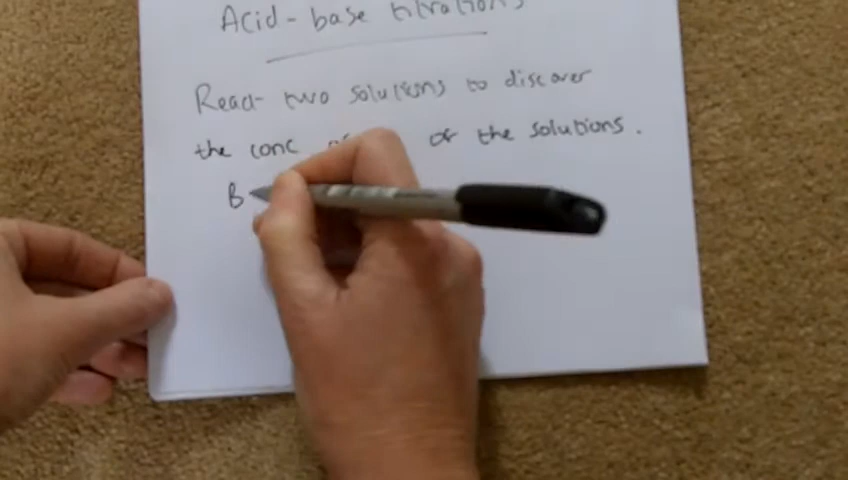 Acid-base titrations
React two solutions to discover
the conc of the solutions.
B